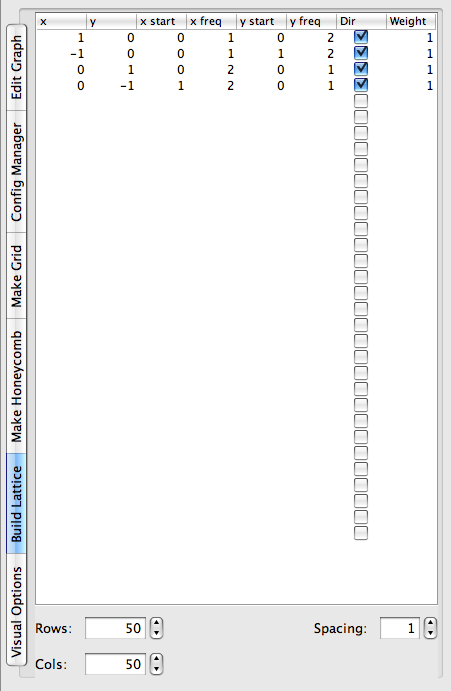 x y x start x freq y start y freq Dir Weight
1 0 0 1 0 2 1
-1 0 0 1 1 2 1
0 1 0 2 0 1 1
0 -1 1 2 0 1 1
Edit Graph
Config Manager
Make Grid
Make Honeycomb
Build Lattice
Visual Options
Rows: 50 Spacing: 1
Cols: 50